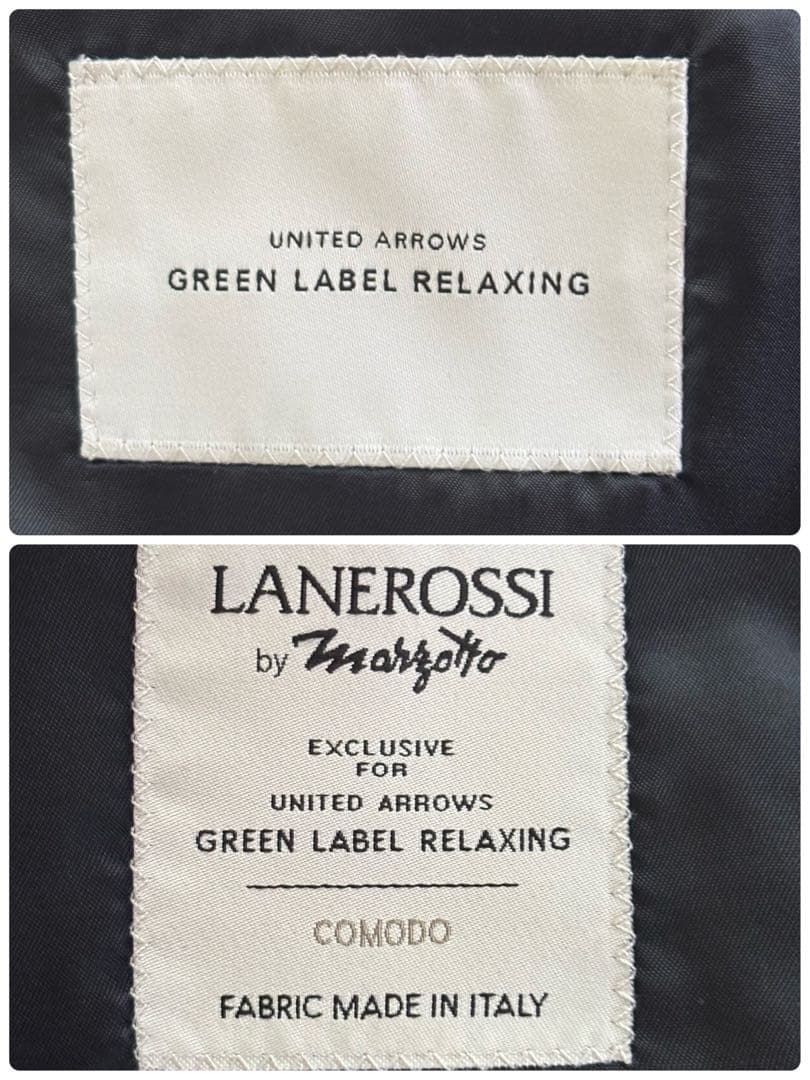 UNITED ARROWS
GREEN LABEL RELAXING
LANEROSSI
by Marzotto
EXCLUSIVE
FOR
UNITED ARROWS
GREEN LABEL RELAXING
COMODO
FABRIC MADE IN ITALY